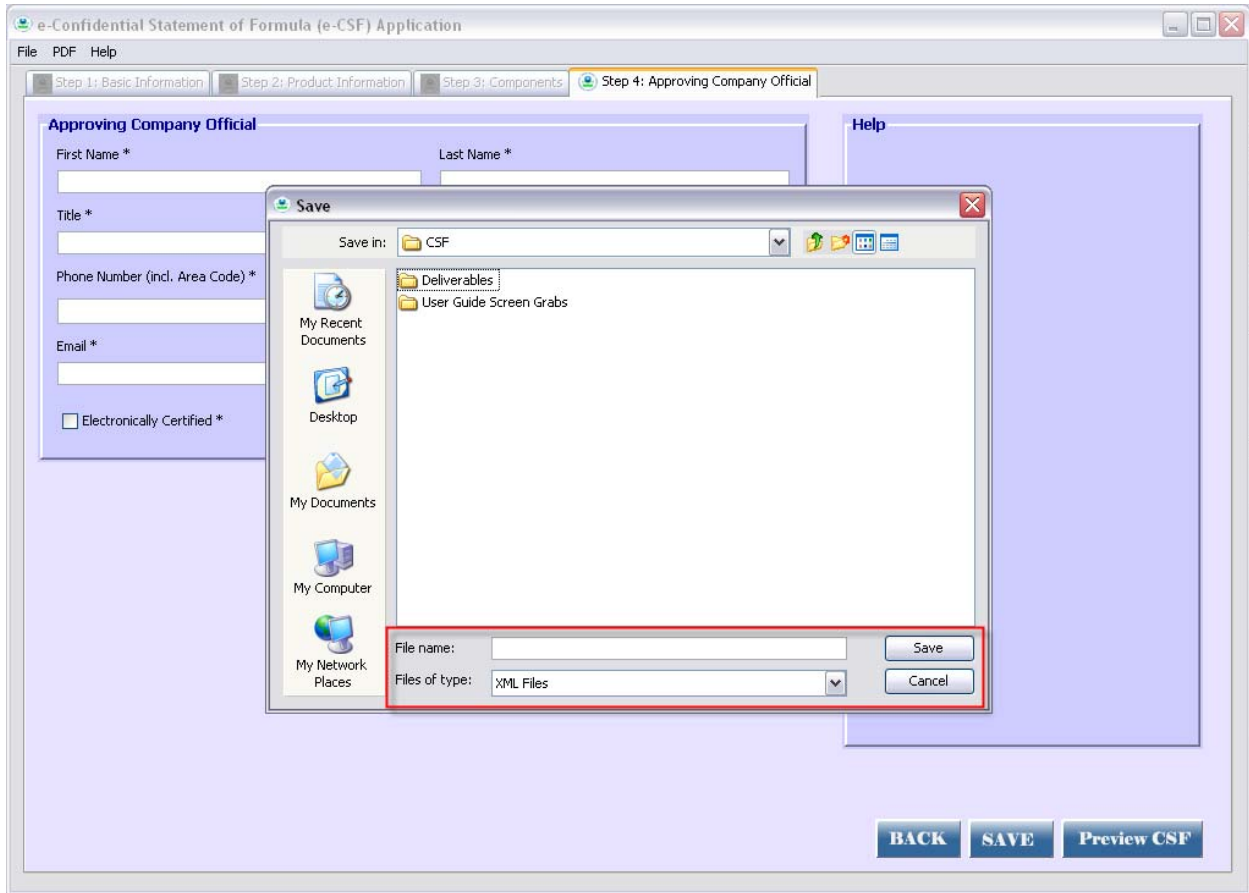 e-Confidential Statement of Formula (e-CSF) Application
File PDF Help
Step 1: Basic Information Step 2: Product Information Step 3: Components Step 4: Approving Company Official
Approving Company Official
Help
First Name * Last Name *
Title *
Phone Number (incl. Area Code) *
Email *
Electronically Certified *
Save
Save in: CSF
My Recent
Documents
Desktop
My Documents
My Computer
My Network
Places
Deliverables
User Guide Screen Grabs
File name: Save
Files of type: XML Files Cancel
BACK SAVE Preview CSF